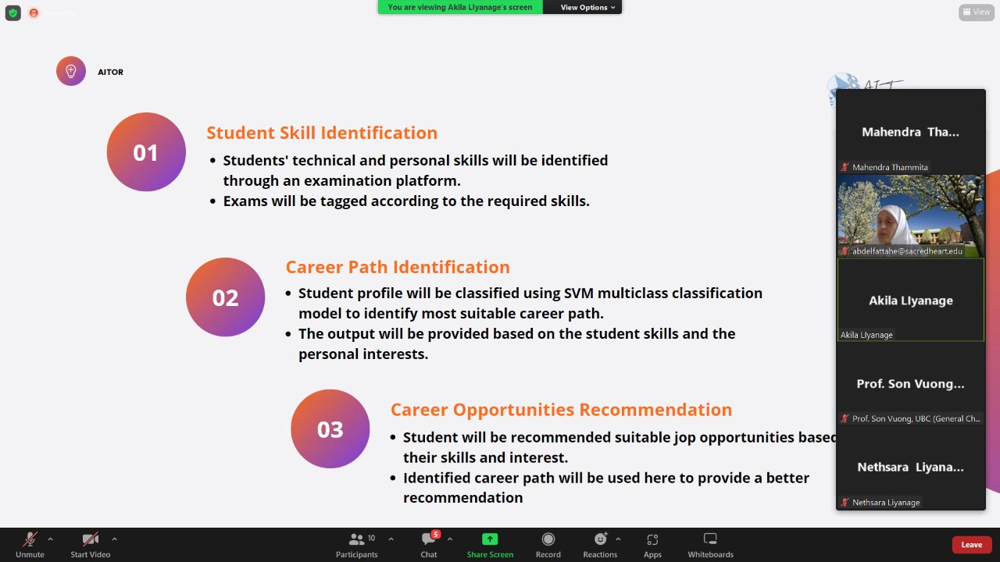 You are viewing Akila LIyanage's screen
View Options
View
AITOR
01
Student Skill Identification
• Students' technical and personal skills will be identified
through an examination platform.
• Exams will be tagged according to the required skills.
02
Career Path Identification
• Student profile will be classified using SVM multiclass classification
model to identify most suitable career path.
• The output will be provided based on the student skills and the
personal interests.
03
Career Opportunities Recommendation
• Student will be recommended suitable jop opportunities based
their skills and interest.
• Identified career path will be used here to provide a better
recommendation
Mahendra Tha...
Mahendra Thammita
abdelfattahe@sacredheart.edu
Akila LIyanage
Akila LIyanage
Prof. Son Vuong...
Prof. Son Vuong, UBC (General Ch...
Nethsara Liyana...
Nethsara Liyanage
Unmute
Start Video
Participants
10
Chat
5
Share Screen
Record
Reactions
Apps
Whiteboards
Leave